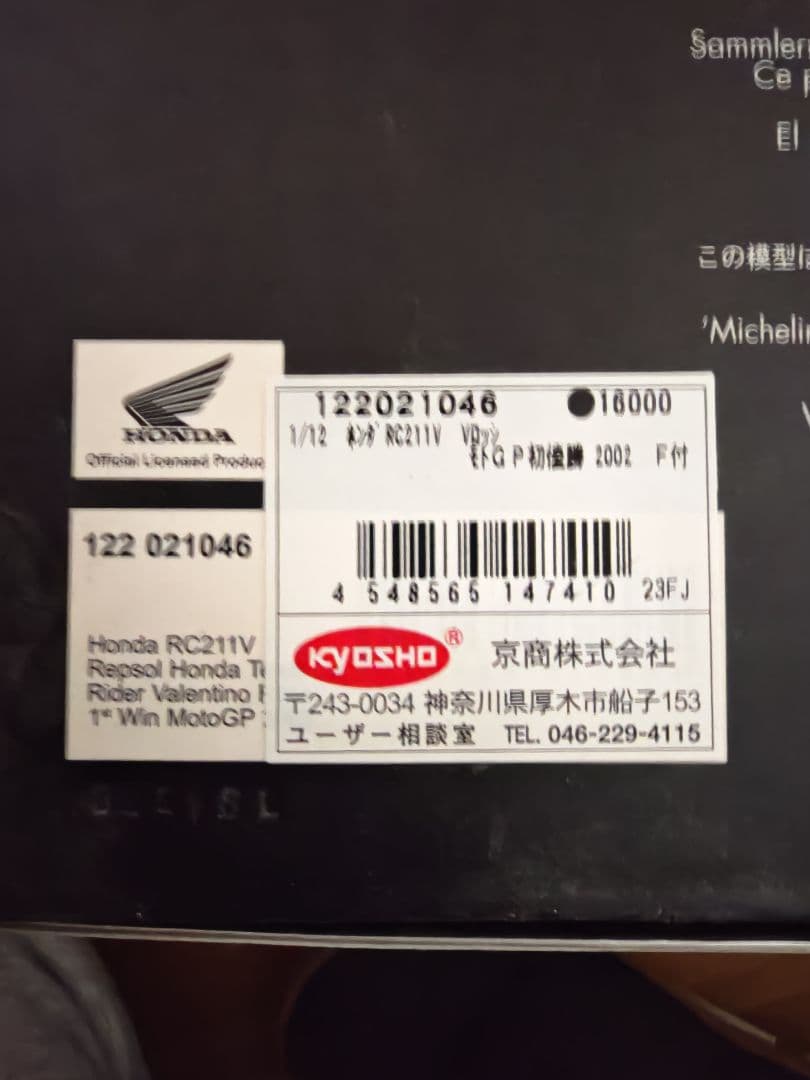 Sammler
Ce
El
この模型は
'Michelin
HONDA
Official Licensed Produc
122 021046
Honda RC211V
Repsol Honda Te
Rider Valentino
1st Win MotoGP
122021046 ●16000
1/12 ホンダ RC211V Vロッシ
モトGP初優勝 2002 F付
4 548565 147410 23FJ
KYOSHO® 京商株式会社
〒243-0034 神奈川県厚木市船子153
ユーザー相談室 TEL. 046-229-4115